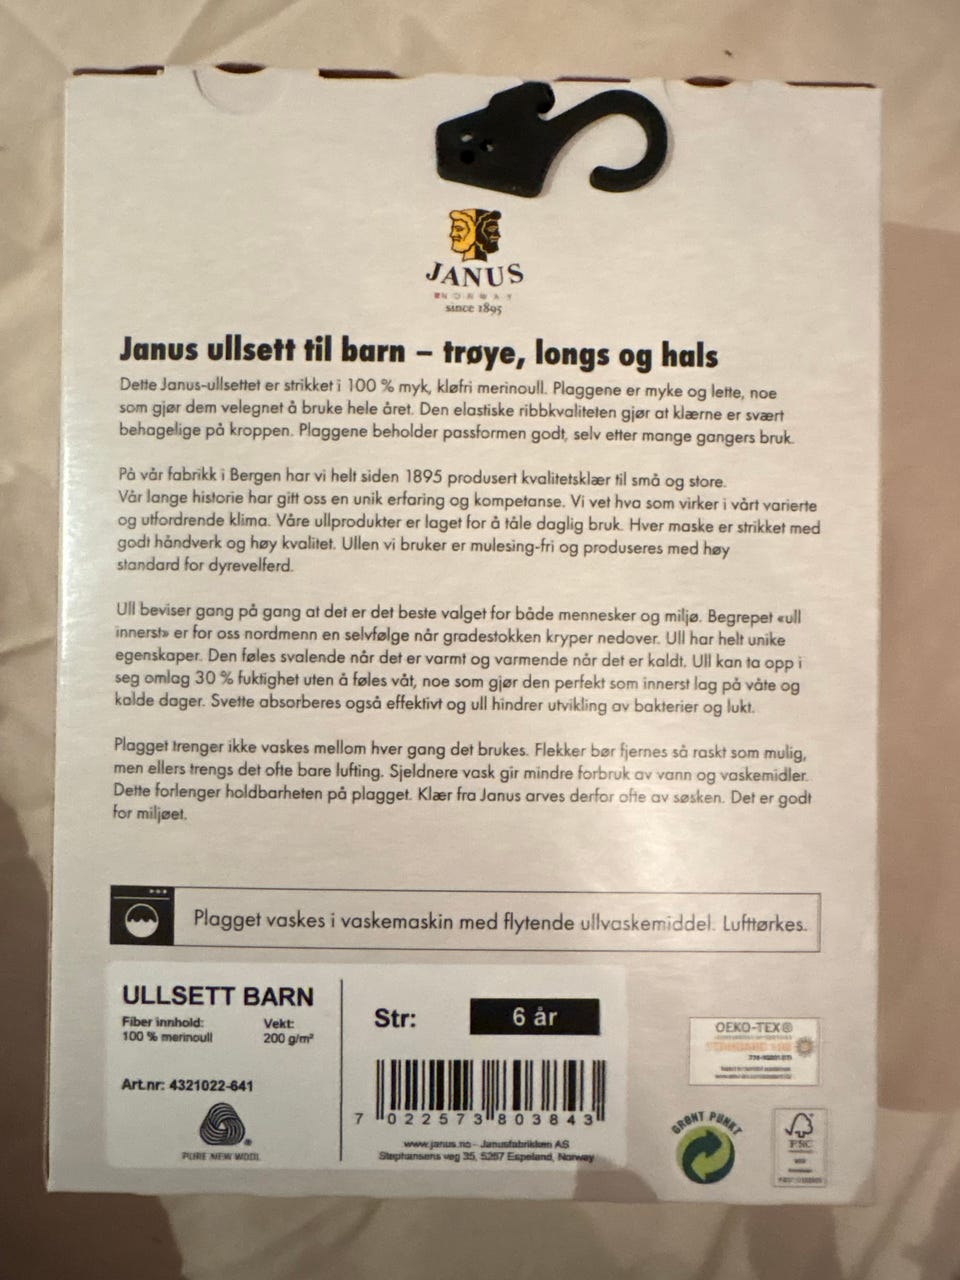 JANUS
NORWAY
since 1895
Janus ullsett til barn – trøye, longs og hals
Dette Janus-ullsettet er strikket i 100 % myk, kløfri merinoull. Plaggene er myke og lette, noe
som gjør dem velegnet å bruke hele året. Den elastiske ribbkvaliteten gjør at klærne er svært
behagelige på kroppen. Plaggene beholder passformen godt, selv etter mange gangers bruk.
På vår fabrikk i Bergen har vi helt siden 1895 produsert kvalitetsklær til små og store.
Vår lange historie har gitt oss en unik erfaring og kompetanse. Vi vet hva som virker i vårt varierte
og utfordrende klima. Våre ullprodukter er laget for å tåle daglig bruk. Hver maske er strikket med
godt håndverk og høy kvalitet. Ullen vi bruker er mulesing-fri og produseres med høy
standard for dyrevelferd.
Ull beviser gang på gang at det er det beste valget for både mennesker og miljø. Begrepet «ull
innerst» er for oss nordmenn en selvfølge når gradestokken kryper nedover. Ull har helt unike
egenskaper. Den føles svalende når det er varmt og varmende når det er kaldt. Ull kan ta opp i
seg omlag 30 % fuktighet uten å føles våt, noe som gjør den perfekt som innerst lag på våte og
kalde dager. Svette absorberes også effektivt og ull hindrer utvikling av bakterier og lukt.
Plagget trenger ikke vaskes mellom hver gang det brukes. Flekker bør fjernes så raskt som mulig,
men ellers trengs det ofte bare lufting. Sjeldnere vask gir mindre forbruk av vann og vaskemidler.
Dette forlenger holdbarheten på plagget. Klær fra Janus arves derfor ofte av søsken. Det er godt
for miljøet.
Plagget vaskes i vaskemaskin med flytende ullvaskemiddel. Lufttørkes.
ULLSETT BARN
Fiber innhold: Vekt:
100 % merinoull 200 g/m²
Art.nr: 4321022-641
PURE NEW WOOL
Str: 6 år
7 022573 803843
www.janus.no - Janusfabrikken AS
Stephansens veg 35, 5267 Espeland, Norway
OEKO-TEX®
STANDARD 100
GRØNT PUNKT
FSC